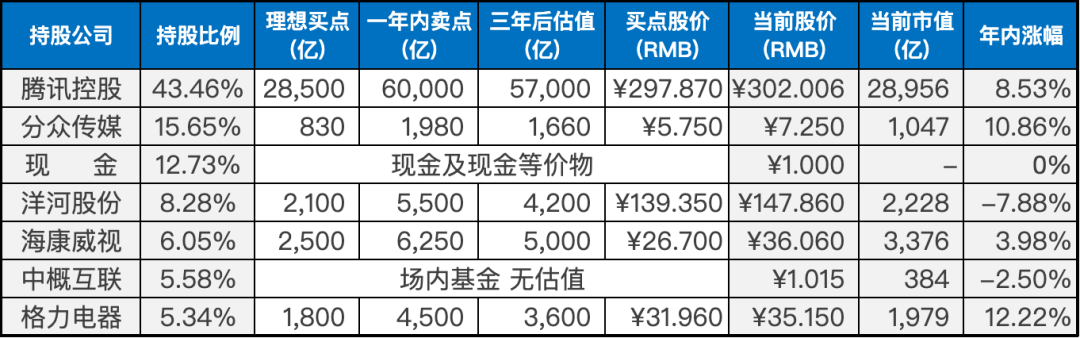 持股公司 持股比例 理想买点(亿) 一年内卖点(亿) 三年后估值(亿) 买点股价(RMB) 当前股价(RMB) 当前市值(亿) 年内涨幅
腾讯控股 43.46% 28,500 60,000 57,000 ¥297.870 ¥302.006 28,956 8.53%
分众传媒 15.65% 830 1,980 1,660 ¥5.750 ¥7.250 1,047 10.86%
现 金 12.73% 现金及现金等价物 ¥1.000 – 0%
洋河股份 8.28% 2,100 5,500 4,200 ¥139.350 ¥147.860 2,228 –7.88%
海康威视 6.05% 2,500 6,250 5,000 ¥26.700 ¥36.060 3,376 3.98%
中概互联 5.58% 场内基金 无估值 ¥1.015 384 –2.50%
格力电器 5.34% 1,800 4,500 3,600 ¥31.960 ¥35.150 1,979 12.22%